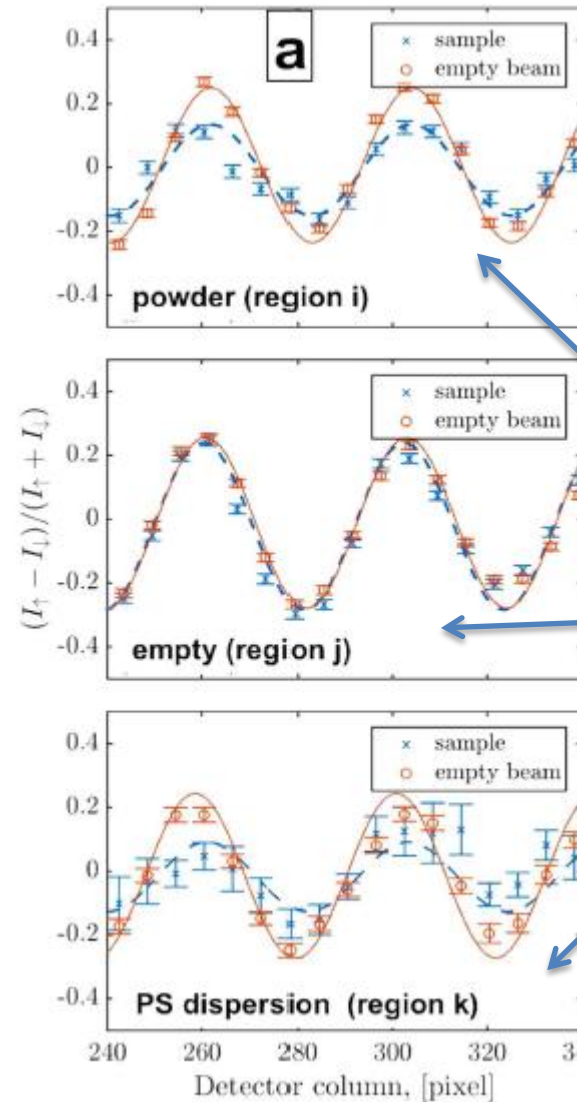 a
sample
empty beam
0.4
0.2
0
-0.2
-0.4
powder (region i)
sample
empty beam
0.4
0.2
0
-0.2
-0.4
empty (region j)
(I↑ − I↓)/(I↑ + I↓)
sample
empty beam
0.4
0.2
0
-0.2
-0.4
PS dispersion (region k)
240 260 280 300 320
Detector column, [pixel]